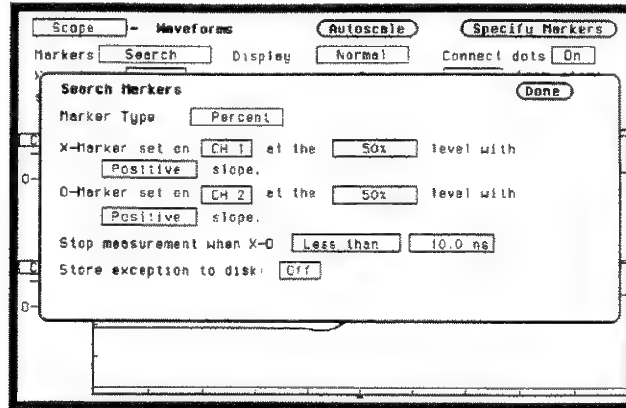 Scope - Waveforms Autoscale Specify Markers
Markers Search Display Normal Connect dots On
Search Markers Done
Marker Type Percent
X-Marker set on CH 1 at the 50% level with
Positive slope.
O-Marker set on CH 2 at the 50% level with
Positive slope.
Stop measurement when X-O Less than 10.0 ns
Store exception to disk: Off